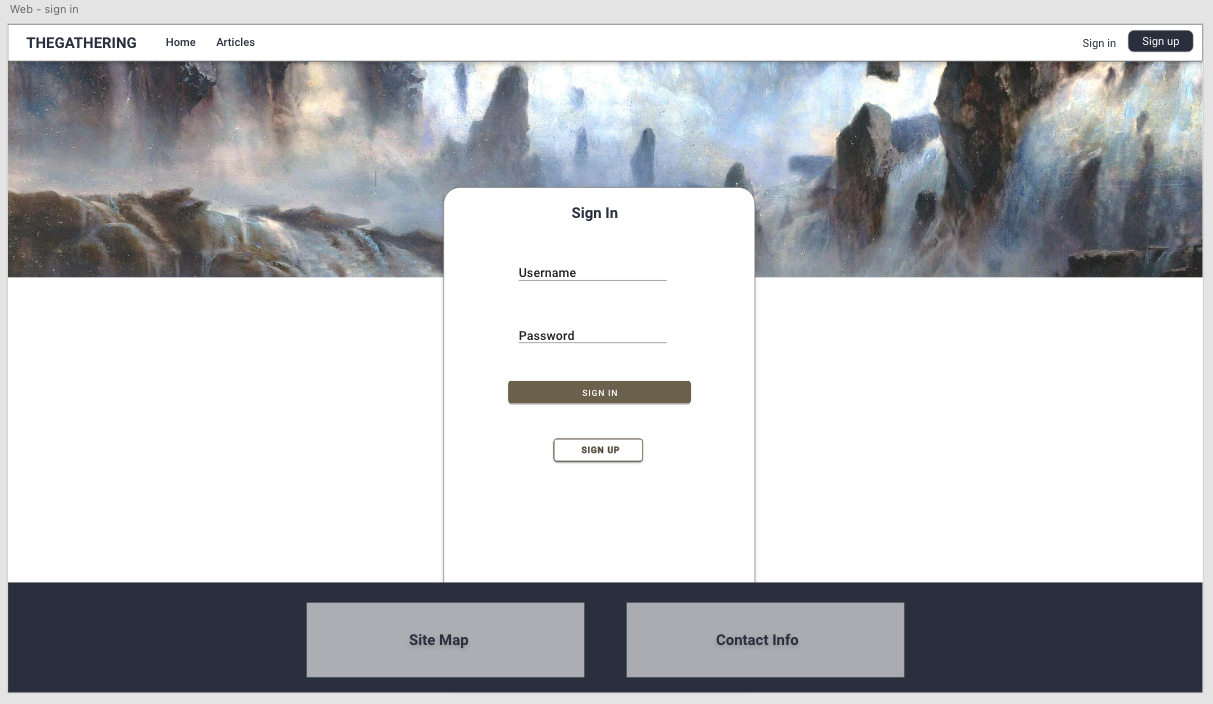 Web - sign in
THEGATHERING Home Articles Sign in Sign up
Sign In
Username
Password
SIGN IN
SIGN UP
Site Map Contact Info